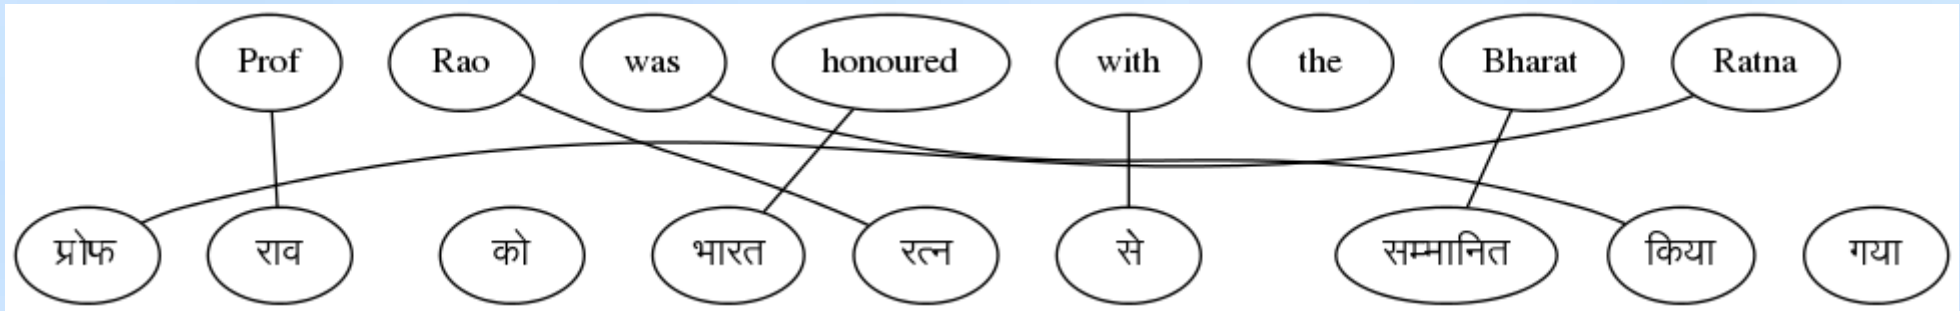 Prof Rao was honoured with the Bharat Ratna
प्रोफ राव को भारत रत्न से सम्मानित किया गया